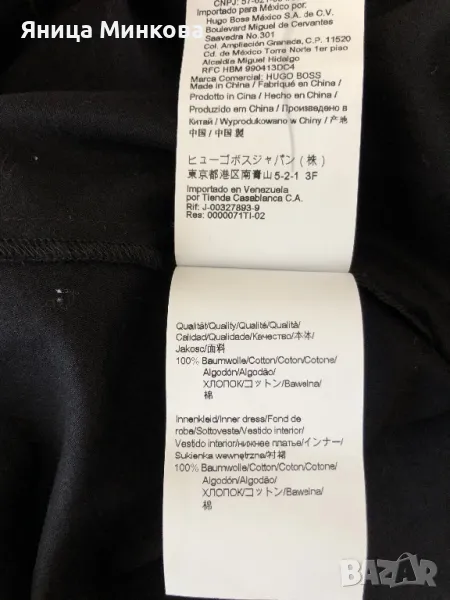 Яница Минкова
Importado para México por:
Hugo Boss México S.A. de C.V.
Boulevard Miguel de Cervantes
Saavedra No.301
Col. Ampliación Granada, C.P. 11520
Cd. de México Torre Norte 1er piso
Alcaldía Miguel Hidalgo
RFC HBM 990413DC4
Marca Comercial: HUGO BOSS
Made in China / Fabriqué en China /
Prodotto in Cina / Hecho en China /
Produzido em China / Произведено в
Китай / Wyprodukowano w Chiny / 产地
中国 / 中国 製
ヒューゴボスジャパン (株)
東京都港区南青山5-2-1 3F
Importado en Venezuela
por Tienda Casablanca C.A.
Rif: J-00327893-9
Res: 0000071TI-02
Qualität/Quality/Qualité/Qualità/
Calidad/Qualidade/Качество/本体/
Jakosc/面料
100% Baumwolle/Cotton/Coton/Cotone/
Algodón/Algodão/
ХЛОПОК/コットン/Bawelna/
棉
Innenkleid/Inner dress/Fond de
robe/Sottoveste/Vestido interior/
Vestido interior/нижнее платье/インナー/
Sukienka wewnętrzna/衬裙
100% Baumwolle/Cotton/Coton/Cotone/
Algodón/Algodão/
ХЛОПОК/コットン/Bawelna/
棉
BAZAR